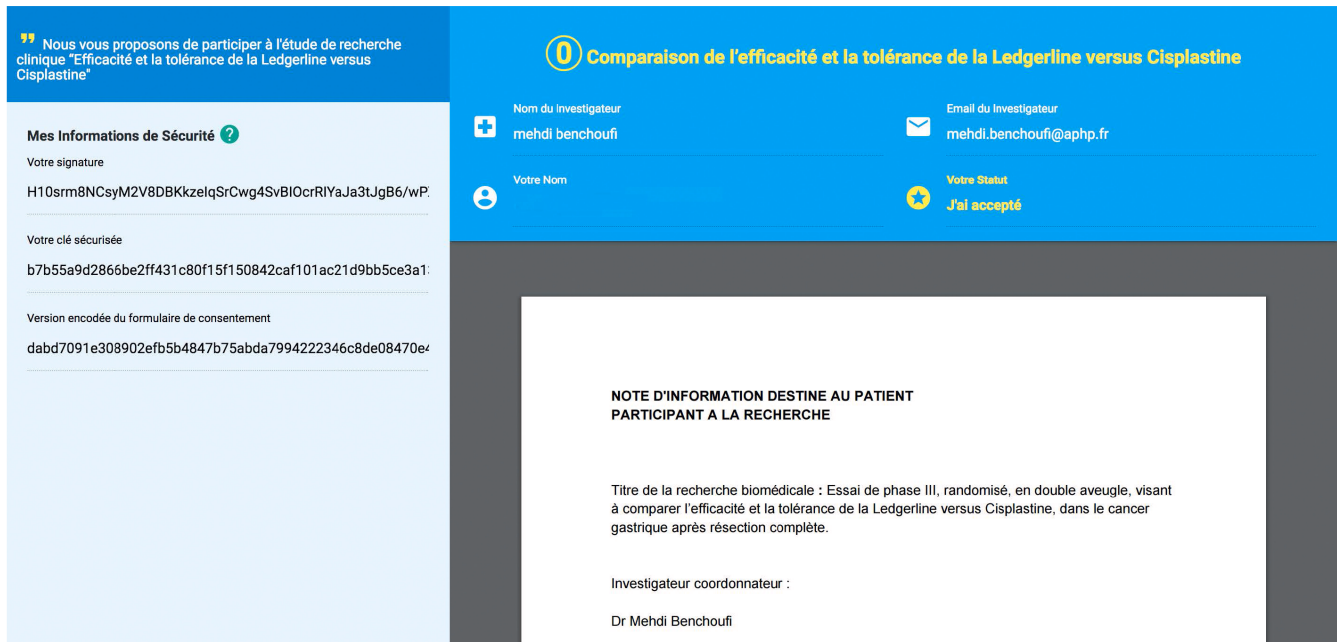 Nous vous proposons de participer à l'étude de recherche
clinique "Efficacité et la tolérance de la Ledgerline versus
Cisplastine"
Mes Informations de Sécurité ?
Votre signature
Votre clé sécurisée
b7b55a9d2866be2ff431c80f15f150842caf101ac21d9bb5ce3a1
Version encodée du formulaire de consentement
dabd7091e308902efb5b4847b75abda7994222346c8de08470e4
0 Comparaison de l'efficacité et la tolérance de la Ledgerline versus Cisplastine
Nom du Investigateur
mehdi benchoufi
Email du Investigateur
mehdi.benchoufi@aphp.fr
Votre Nom
Votre Statut
J'ai accepté
NOTE D'INFORMATION DESTINE AU PATIENT
PARTICIPANT A LA RECHERCHE
Titre de la recherche biomédicale : Essai de phase III, randomisé, en double aveugle, visant
à comparer l'efficacité et la tolérance de la Ledgerline versus Cisplastine, dans le cancer
gastrique après résection complète.
Investigateur coordonnateur :
Dr Mehdi Benchoufi